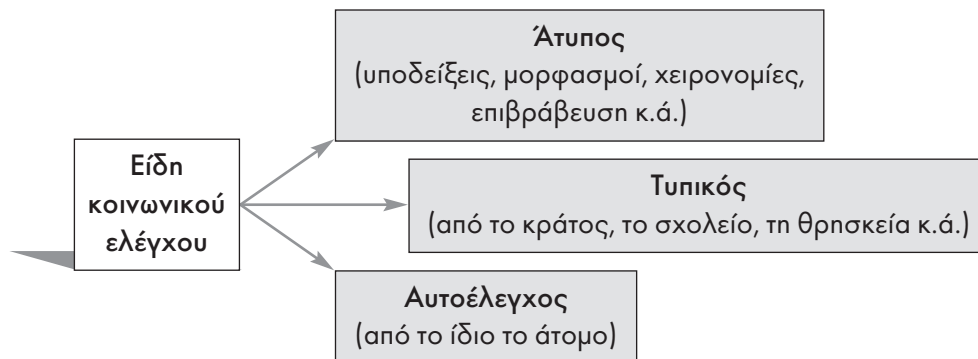 Άτυπος
(υποδείξεις, μορφασμοί, χειρονομίες,
επιβράβευση κ.ά.)
Είδη
κοινωνικού
ελέγχου
Τυπικός
(από το κράτος, το σχολείο, τη θρησκεία κ.ά.)
Αυτοέλεγχος
(από το ίδιο το άτομο)